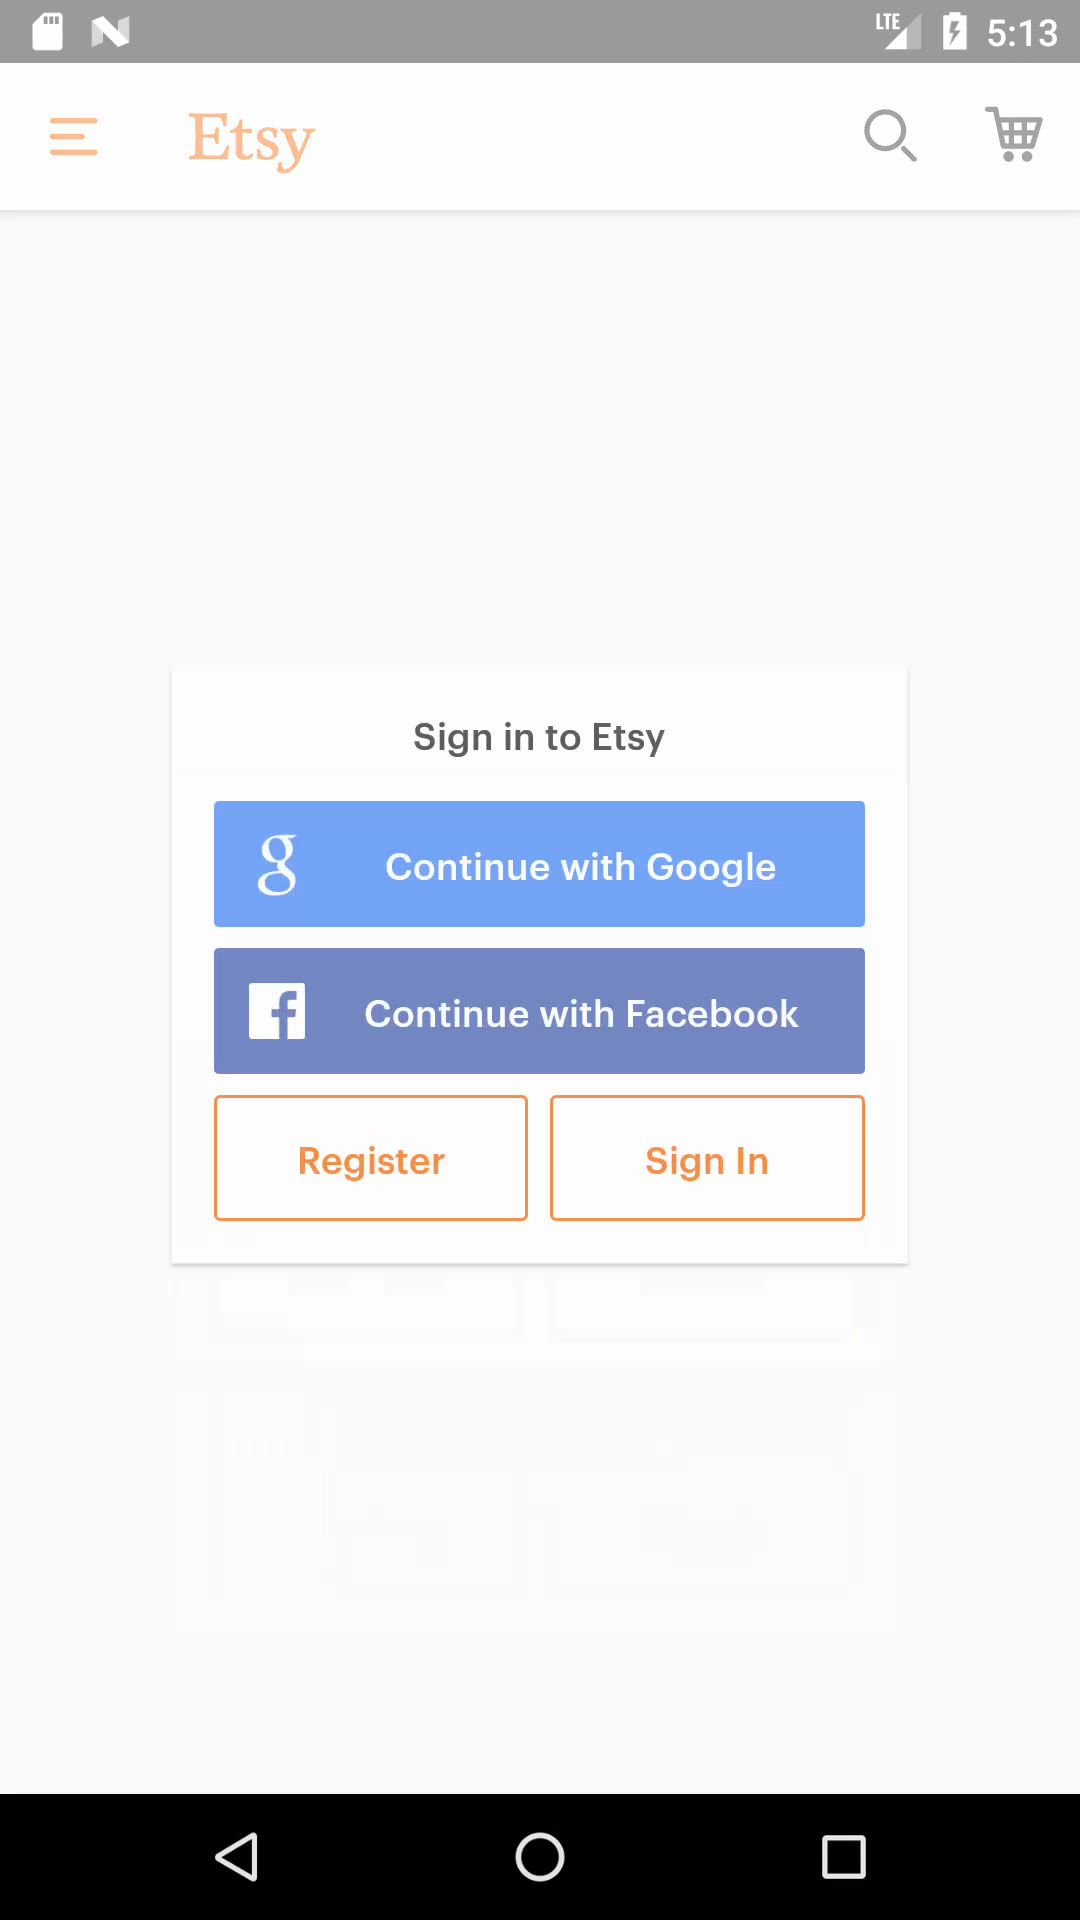 LTE 5:13
Etsy
Sign in to Etsy
g Continue with Google
f Continue with Facebook
Register Sign In